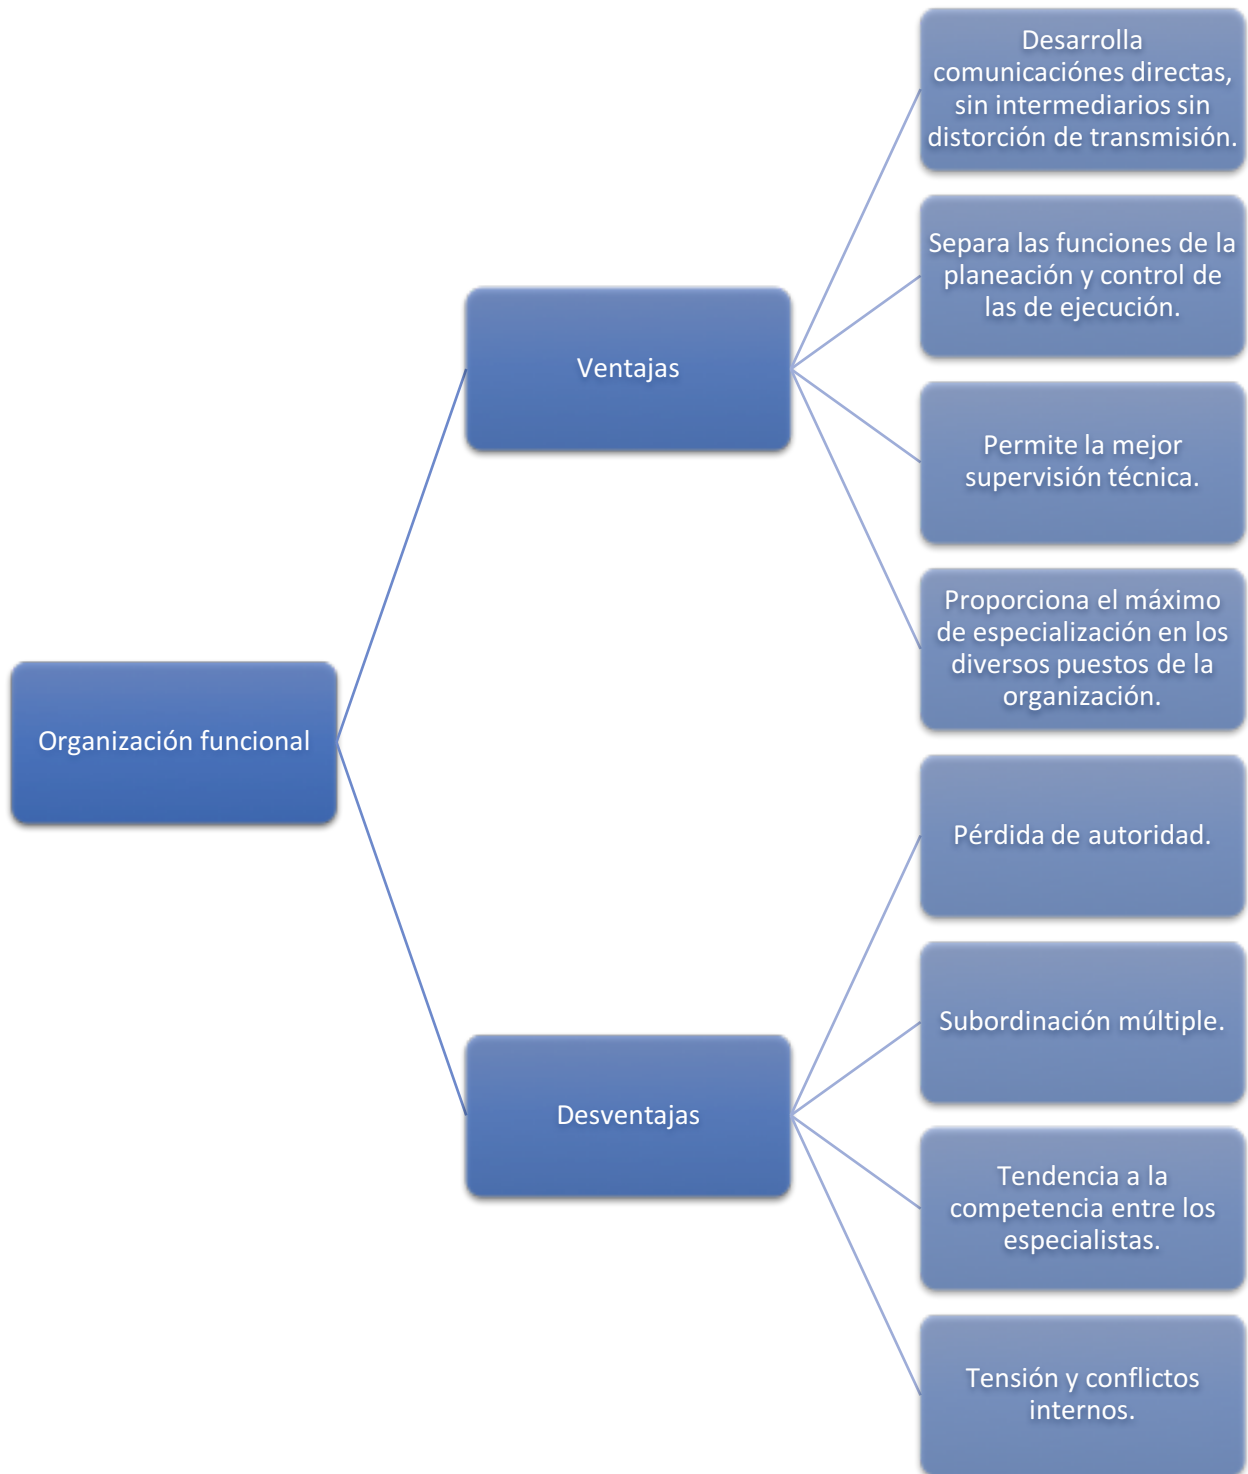 Organización funcional
Ventajas
Desarrolla
comunicaciónes directas,
sin intermediarios sin
distorción de transmisión.
Separa las funciones de la
planeación y control de
las de ejecución.
Permite la mejor
supervisión técnica.
Proporciona el máximo
de especialización en los
diversos puestos de la
organización.
Desventajas
Pérdida de autoridad.
Subordinación múltiple.
Tendencia a la
competencia entre los
especialistas.
Tensión y conflictos
internos.